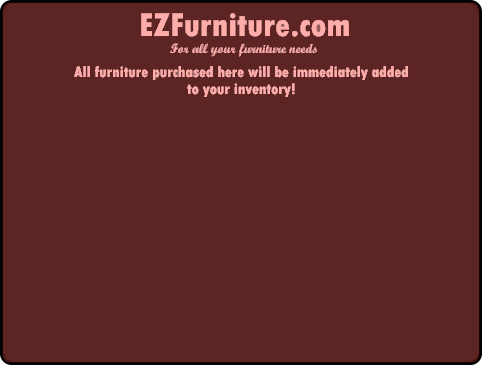 EZFurniture.com
For all your furniture needs
All furniture purchased here will be immediately added
to your inventory!